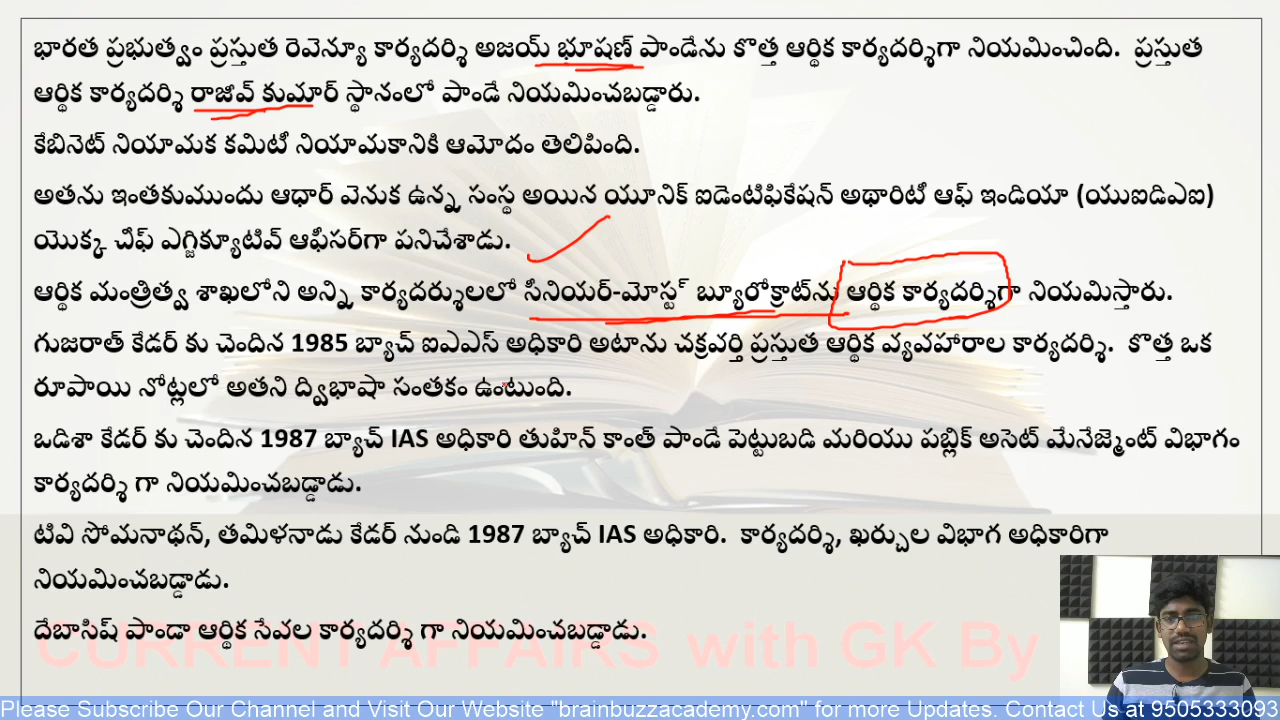 భారత ప్రభుత్వం ప్రస్తుత రెవెన్యూ కార్యదర్శి అజయ్ భూషణ్ పాండేను కొత్త ఆర్థిక కార్యదర్శిగా నియమించింది. ప్రస్తుత
ఆర్థిక కార్యదర్శి రాజీవ్ కుమార్ స్థానంలో పాండే నియమించబడ్డారు.
కేబినెట్ నియామక కమిటీ నియామకానికి ఆమోదం తెలిపింది.
అతను ఇంతకుముందు ఆధార్ వెనుక ఉన్న సంస్థ అయిన యూనిక్ ఐడెంటిఫికేషన్ అథారిటీ ఆఫ్ ఇండియా (యుఐడిఎఐ)
యొక్క చీఫ్ ఎగ్జిక్యూటివ్ ఆఫీసర్‌గా పనిచేశాడు.
ఆర్థిక మంత్రిత్వ శాఖలోని అన్ని కార్యదర్శులలో సీనియర్-మోస్ట్ బ్యూరోక్రాట్‌ను ఆర్థిక కార్యదర్శిగా నియమిస్తారు.
గుజరాత్ కేడర్ కు చెందిన 1985 బ్యాచ్ ఐఎఎస్ అధికారి అటాను చక్రవర్తి ప్రస్తుత ఆర్థిక వ్యవహారాల కార్యదర్శి. కొత్త ఒక
రూపాయి నోట్లలో అతని ద్విభాషా సంతకం ఉంటుంది.
ఒడిశా కేడర్ కు చెందిన 1987 బ్యాచ్ IAS అధికారి తుహిన్ కాంత్ పాండే పెట్టుబడి మరియు పబ్లిక్ అసెట్ మేనేజ్మెంట్ విభాగం
కార్యదర్శి గా నియమించబడ్డాడు.
టివి సోమనాథన్, తమిళనాడు కేడర్ నుండి 1987 బ్యాచ్ IAS అధికారి. కార్యదర్శి, ఖర్చుల విభాగ అధికారిగా
నియమించబడ్డాడు.
దేబాసిష్ పాండా ఆర్థిక సేవల కార్యదర్శి గా నియమించబడ్డాడు.
CURRENT AFFAIRS with GK By
Please Subscribe Our Channel and Visit Our Website "brainbuzzacademy.com" for more Updates. Contact Us at 9505333093